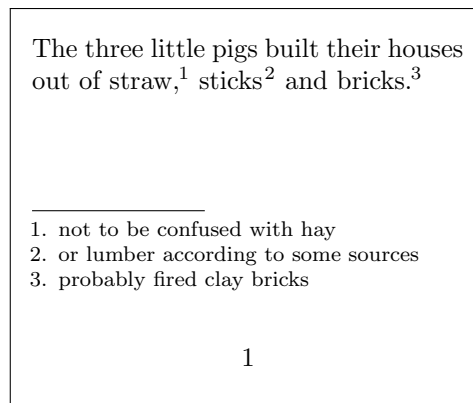 The three little pigs built their houses
out of straw,¹ sticks² and bricks.³
1. not to be confused with hay
2. or lumber according to some sources
3. probably fired clay bricks
1